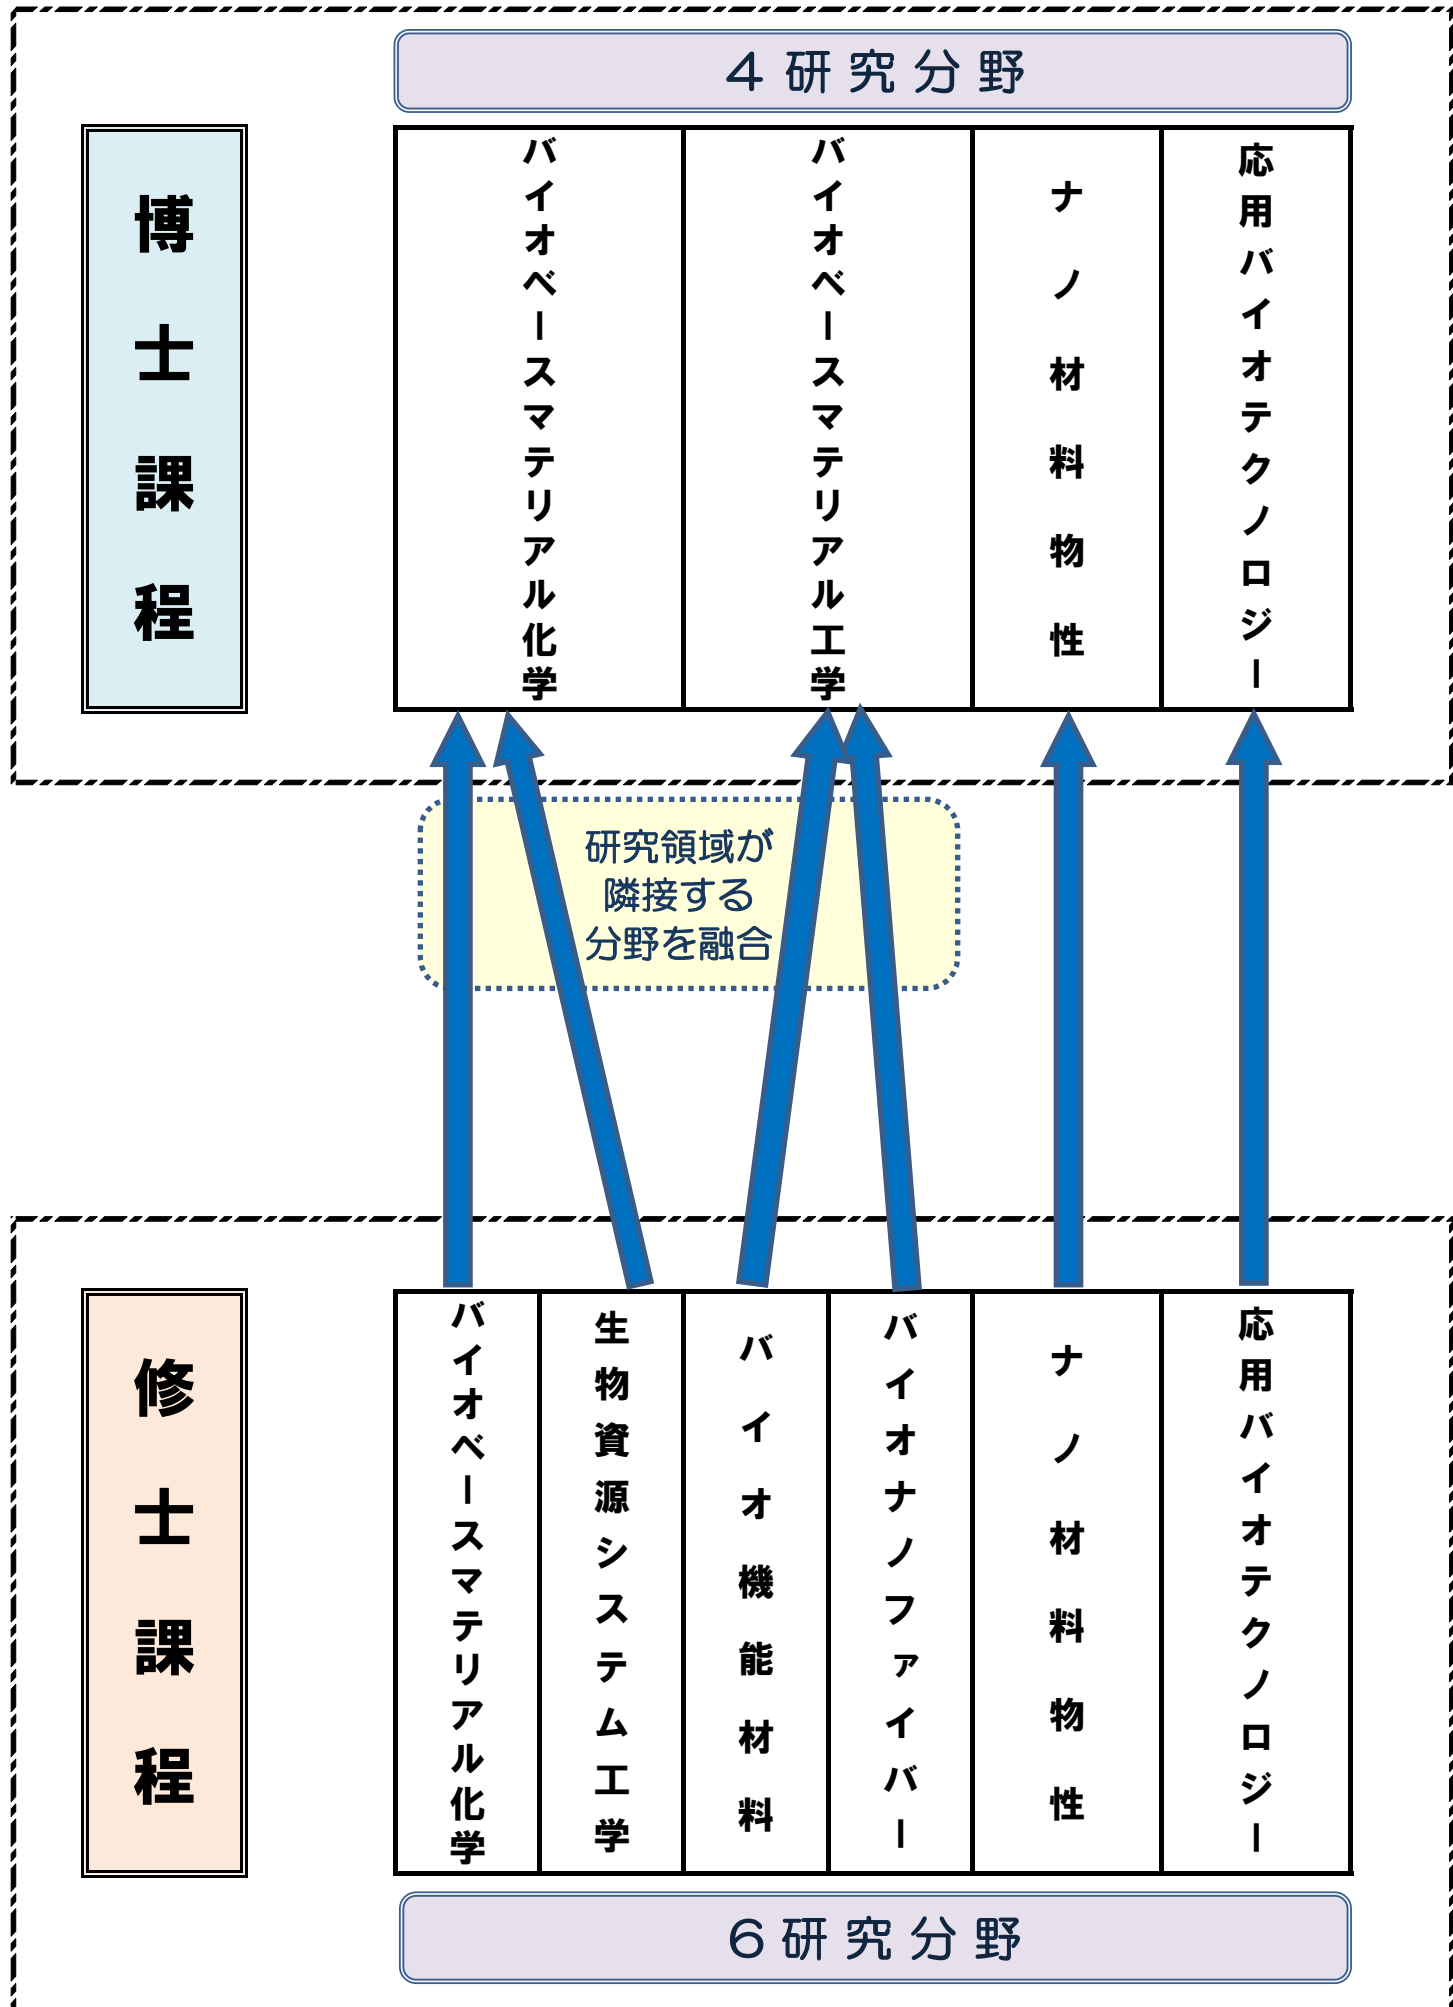 ４研究分野
博士課程
バイオベースマテリアル化学
バイオベースマテリアル工学
ナノ材料物性
応用バイオテクノロジー
研究領域が
隣接する
分野を融合
修士課程
バイオベースマテリアル化学
生物資源システム工学
バイオ機能材料
バイオナノファイバー
ナノ材料物性
応用バイオテクノロジー
６研究分野